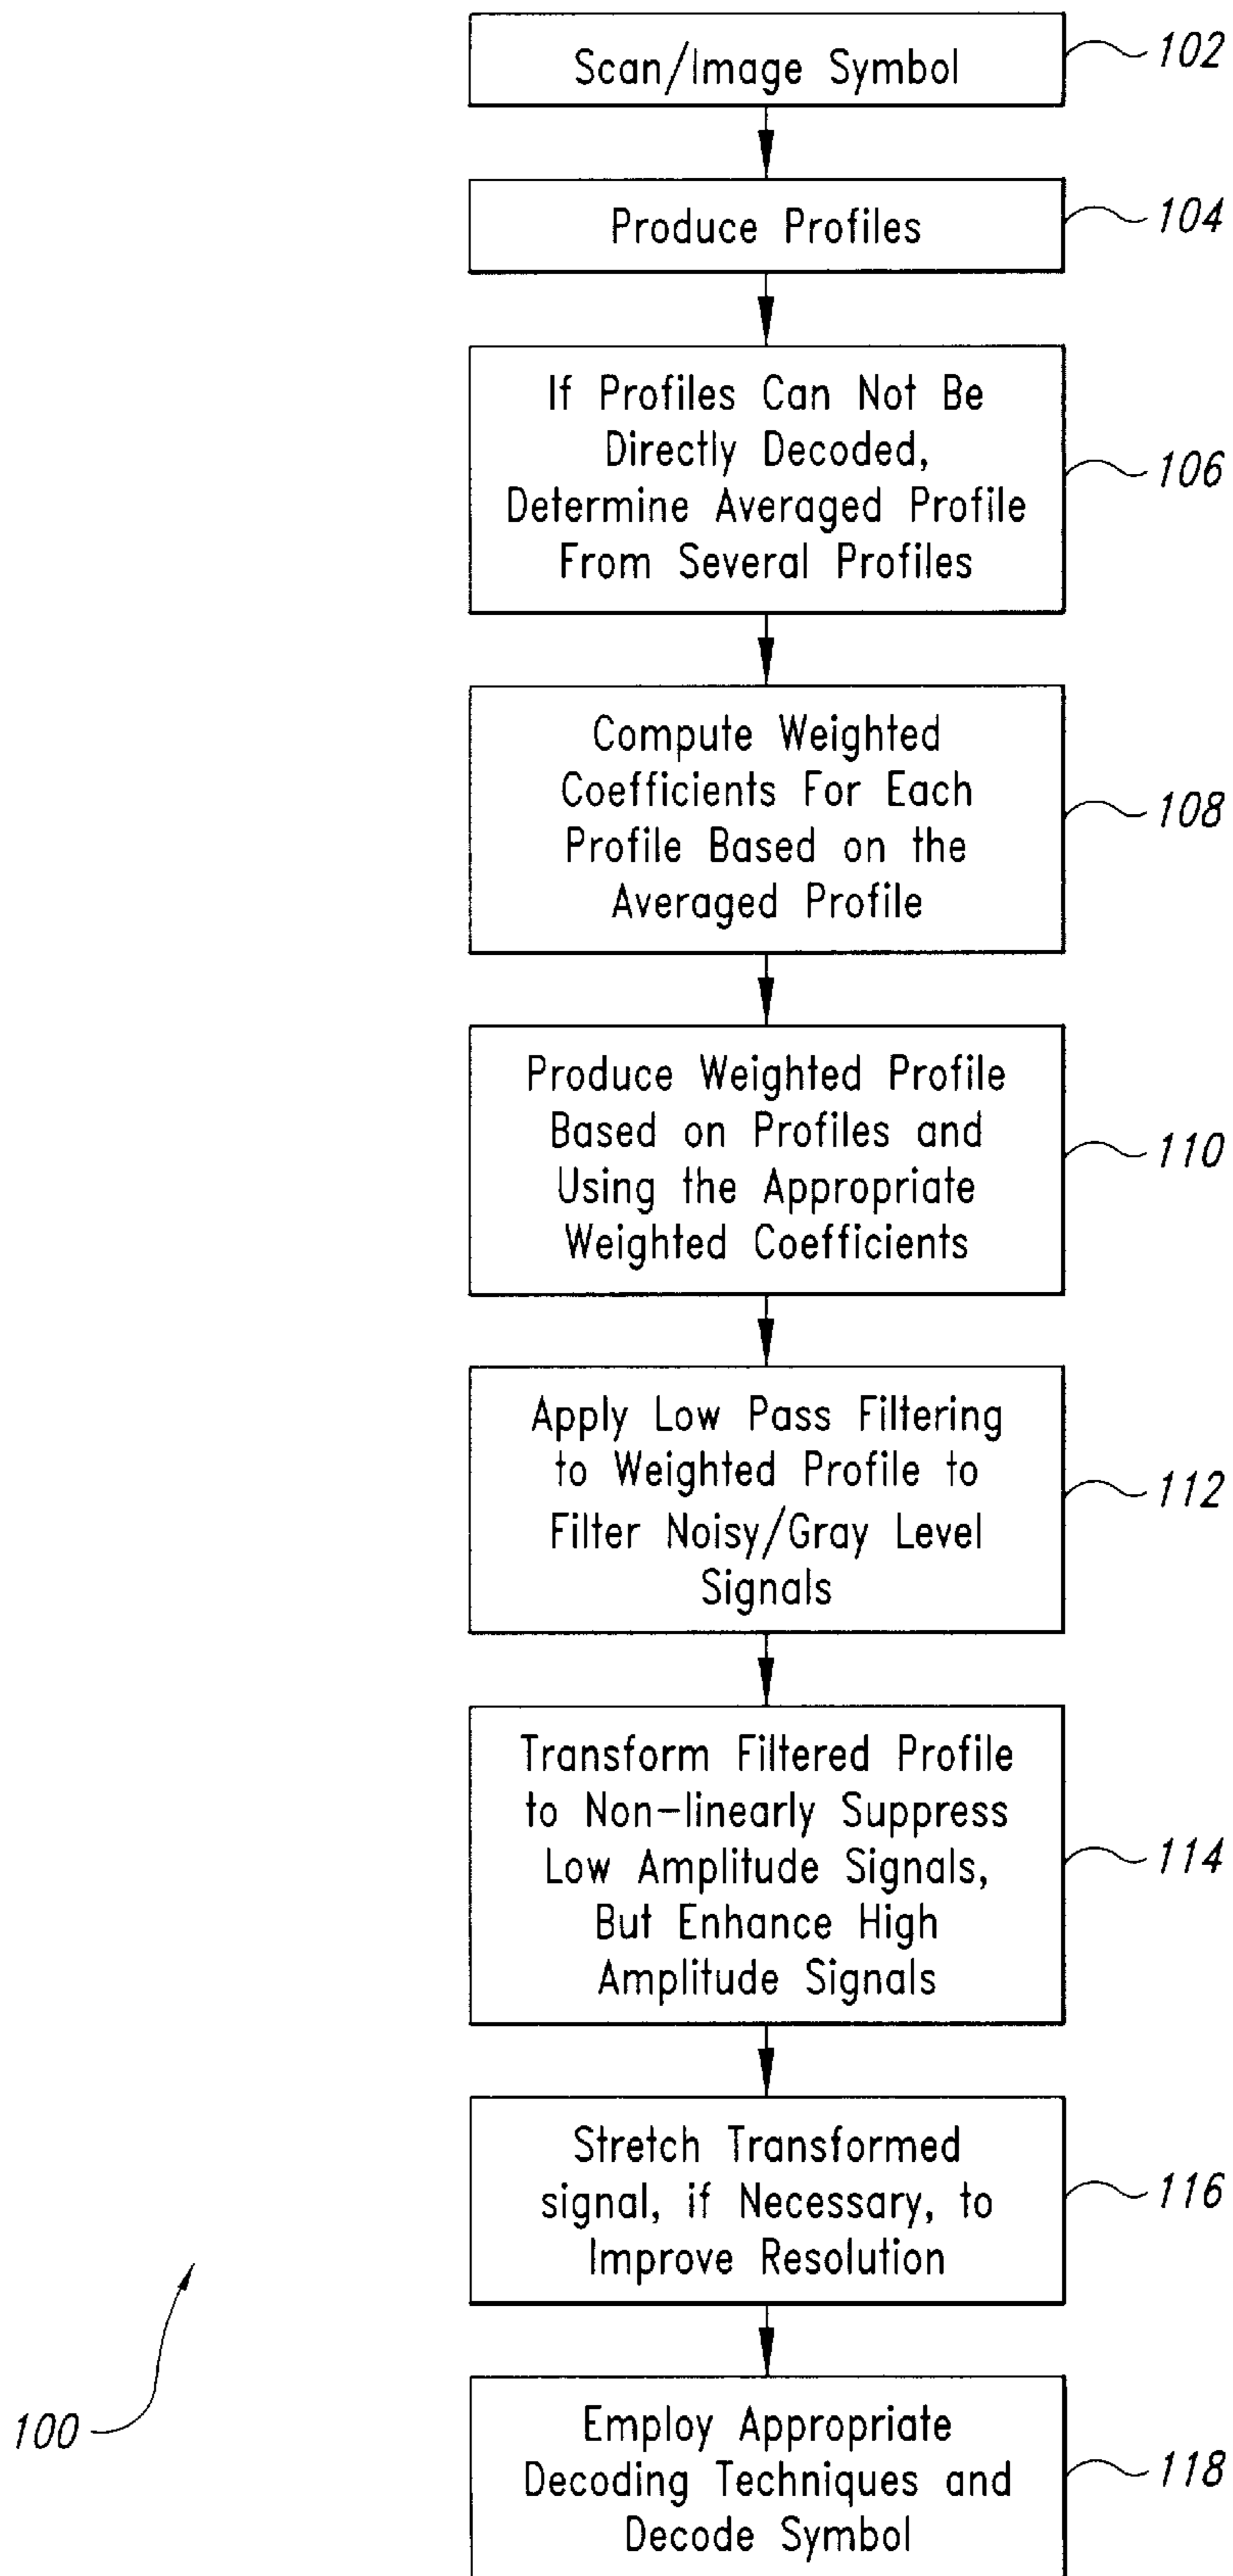 Scan/Image Symbol
102
Produce Profiles
104
If Profiles Can Not Be
Directly Decoded,
Determine Averaged Profile
From Several Profiles
106
Compute Weighted
Coefficients For Each
Profile Based on the
Averaged Profile
108
Produce Weighted Profile
Based on Profiles and
Using the Appropriate
Weighted Coefficients
110
Apply Low Pass Filtering
to Weighted Profile to
Filter Noisy/Gray Level
Signals
112
Transform Filtered Profile
to Non-linearly Suppress
Low Amplitude Signals,
But Enhance High
Amplitude Signals
114
Stretch Transformed
signal, if Necessary, to
Improve Resolution
116
Employ Appropriate
Decoding Techniques and
Decode Symbol
118
100